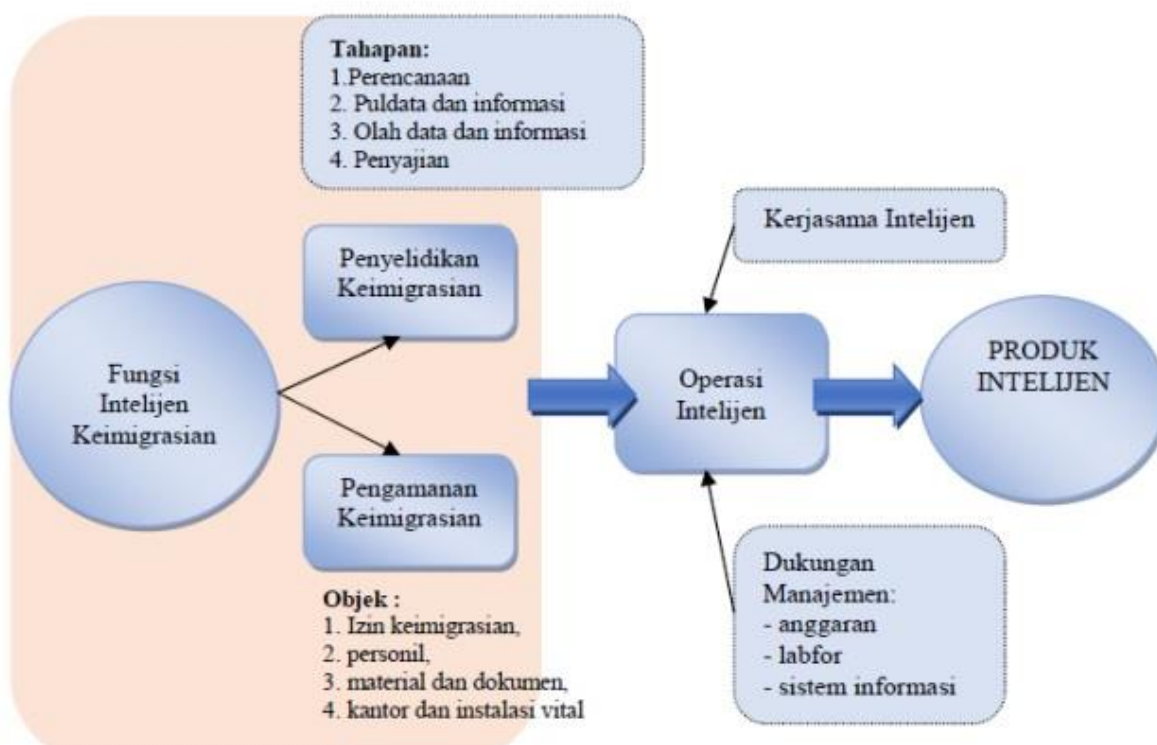 Tahapan:
1.Perencanaan
2. Puldata dan informasi
3. Olah data dan informasi
4. Penyajian
Kerjasama Intelijen
Penyelidikan
Keimigrasian
Fungsi
Intelijen
Keimigrasian
Operasi
Intelijen
PRODUK
INTELIJEN
Pengamanan
Keimigrasian
Objek :
1. Izin keimigrasian,
2. personil,
3. material dan dokumen,
4. kantor dan instalasi vital
Dukungan
Manajemen:
- anggaran
- labfor
- sistem informasi